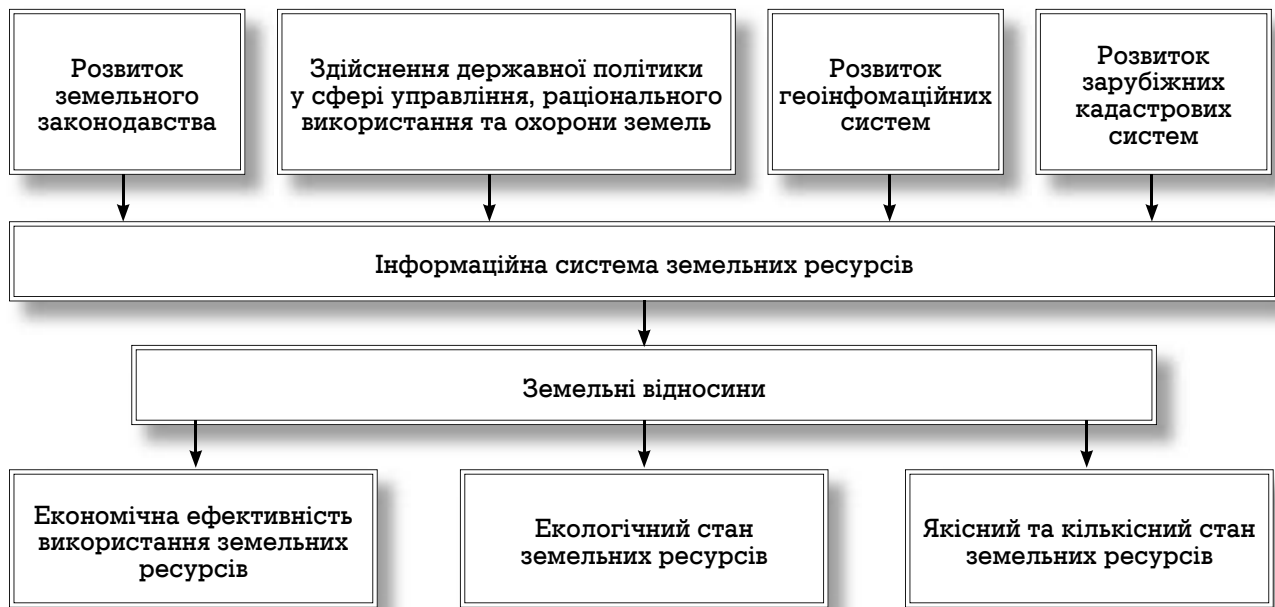 Розвиток
земельного
законодавства
Здійснення державної політики
у сфері управління, раціонального
використання та охорони земель
Розвиток
геоінфомаційних
систем
Розвиток
зарубіжних
кадастрових
систем
Інформаційна система земельних ресурсів
Земельні відносини
Економічна ефективність
використання земельних
ресурсів
Екологічний стан
земельних ресурсів
Якісний та кількісний стан
земельних ресурсів